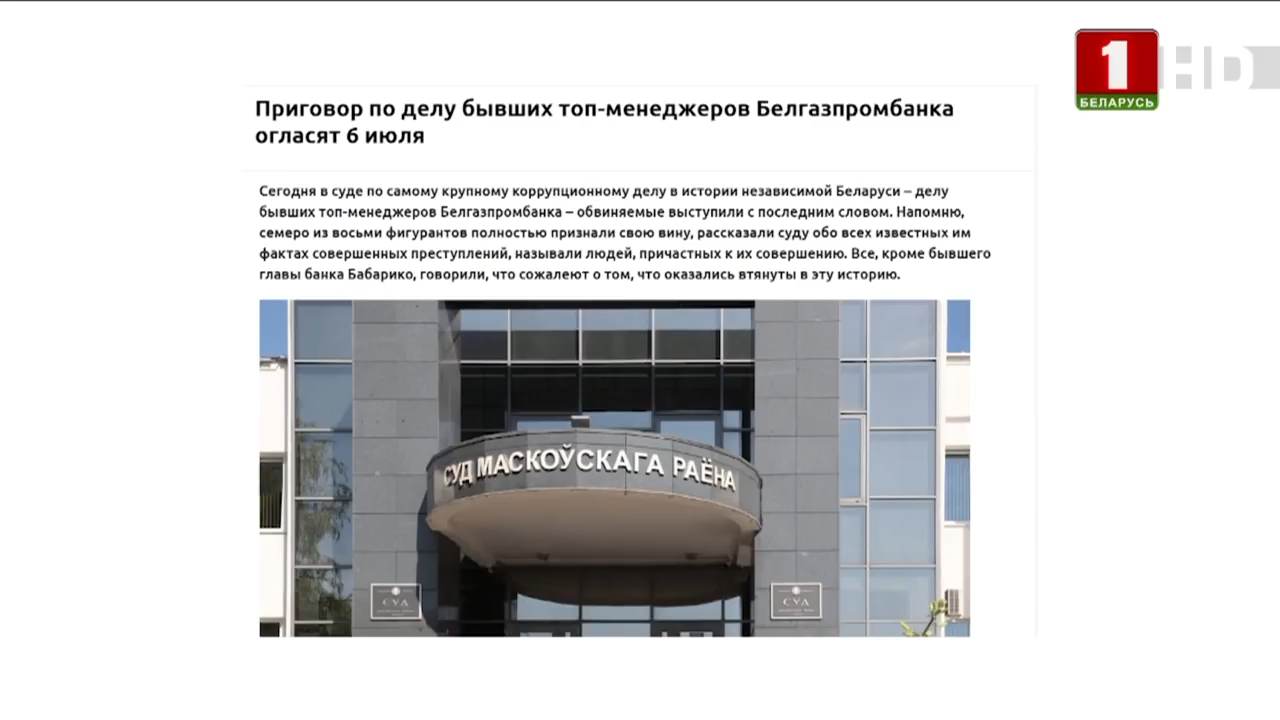 1 HD
БЕЛАРУСЬ
Приговор по делу бывших топ-менеджеров Белгазпромбанка
огласят 6 июля
Сегодня в суде по самому крупному коррупционному делу в истории независимой Беларуси – делу
бывших топ-менеджеров Белгазпромбанка – обвиняемые выступили с последним словом. Напомню,
семеро из восьми фигурантов полностью признали свою вину, рассказали суду обо всех известных им
фактах совершенных преступлений, называли людей, причастных к их совершению. Все, кроме бывшего
главы банка Бабарико, говорили, что сожалеют о том, что оказались втянуты в эту историю.
СУД МАСКОЎСКАГА РАЁНА
СУД
СУД